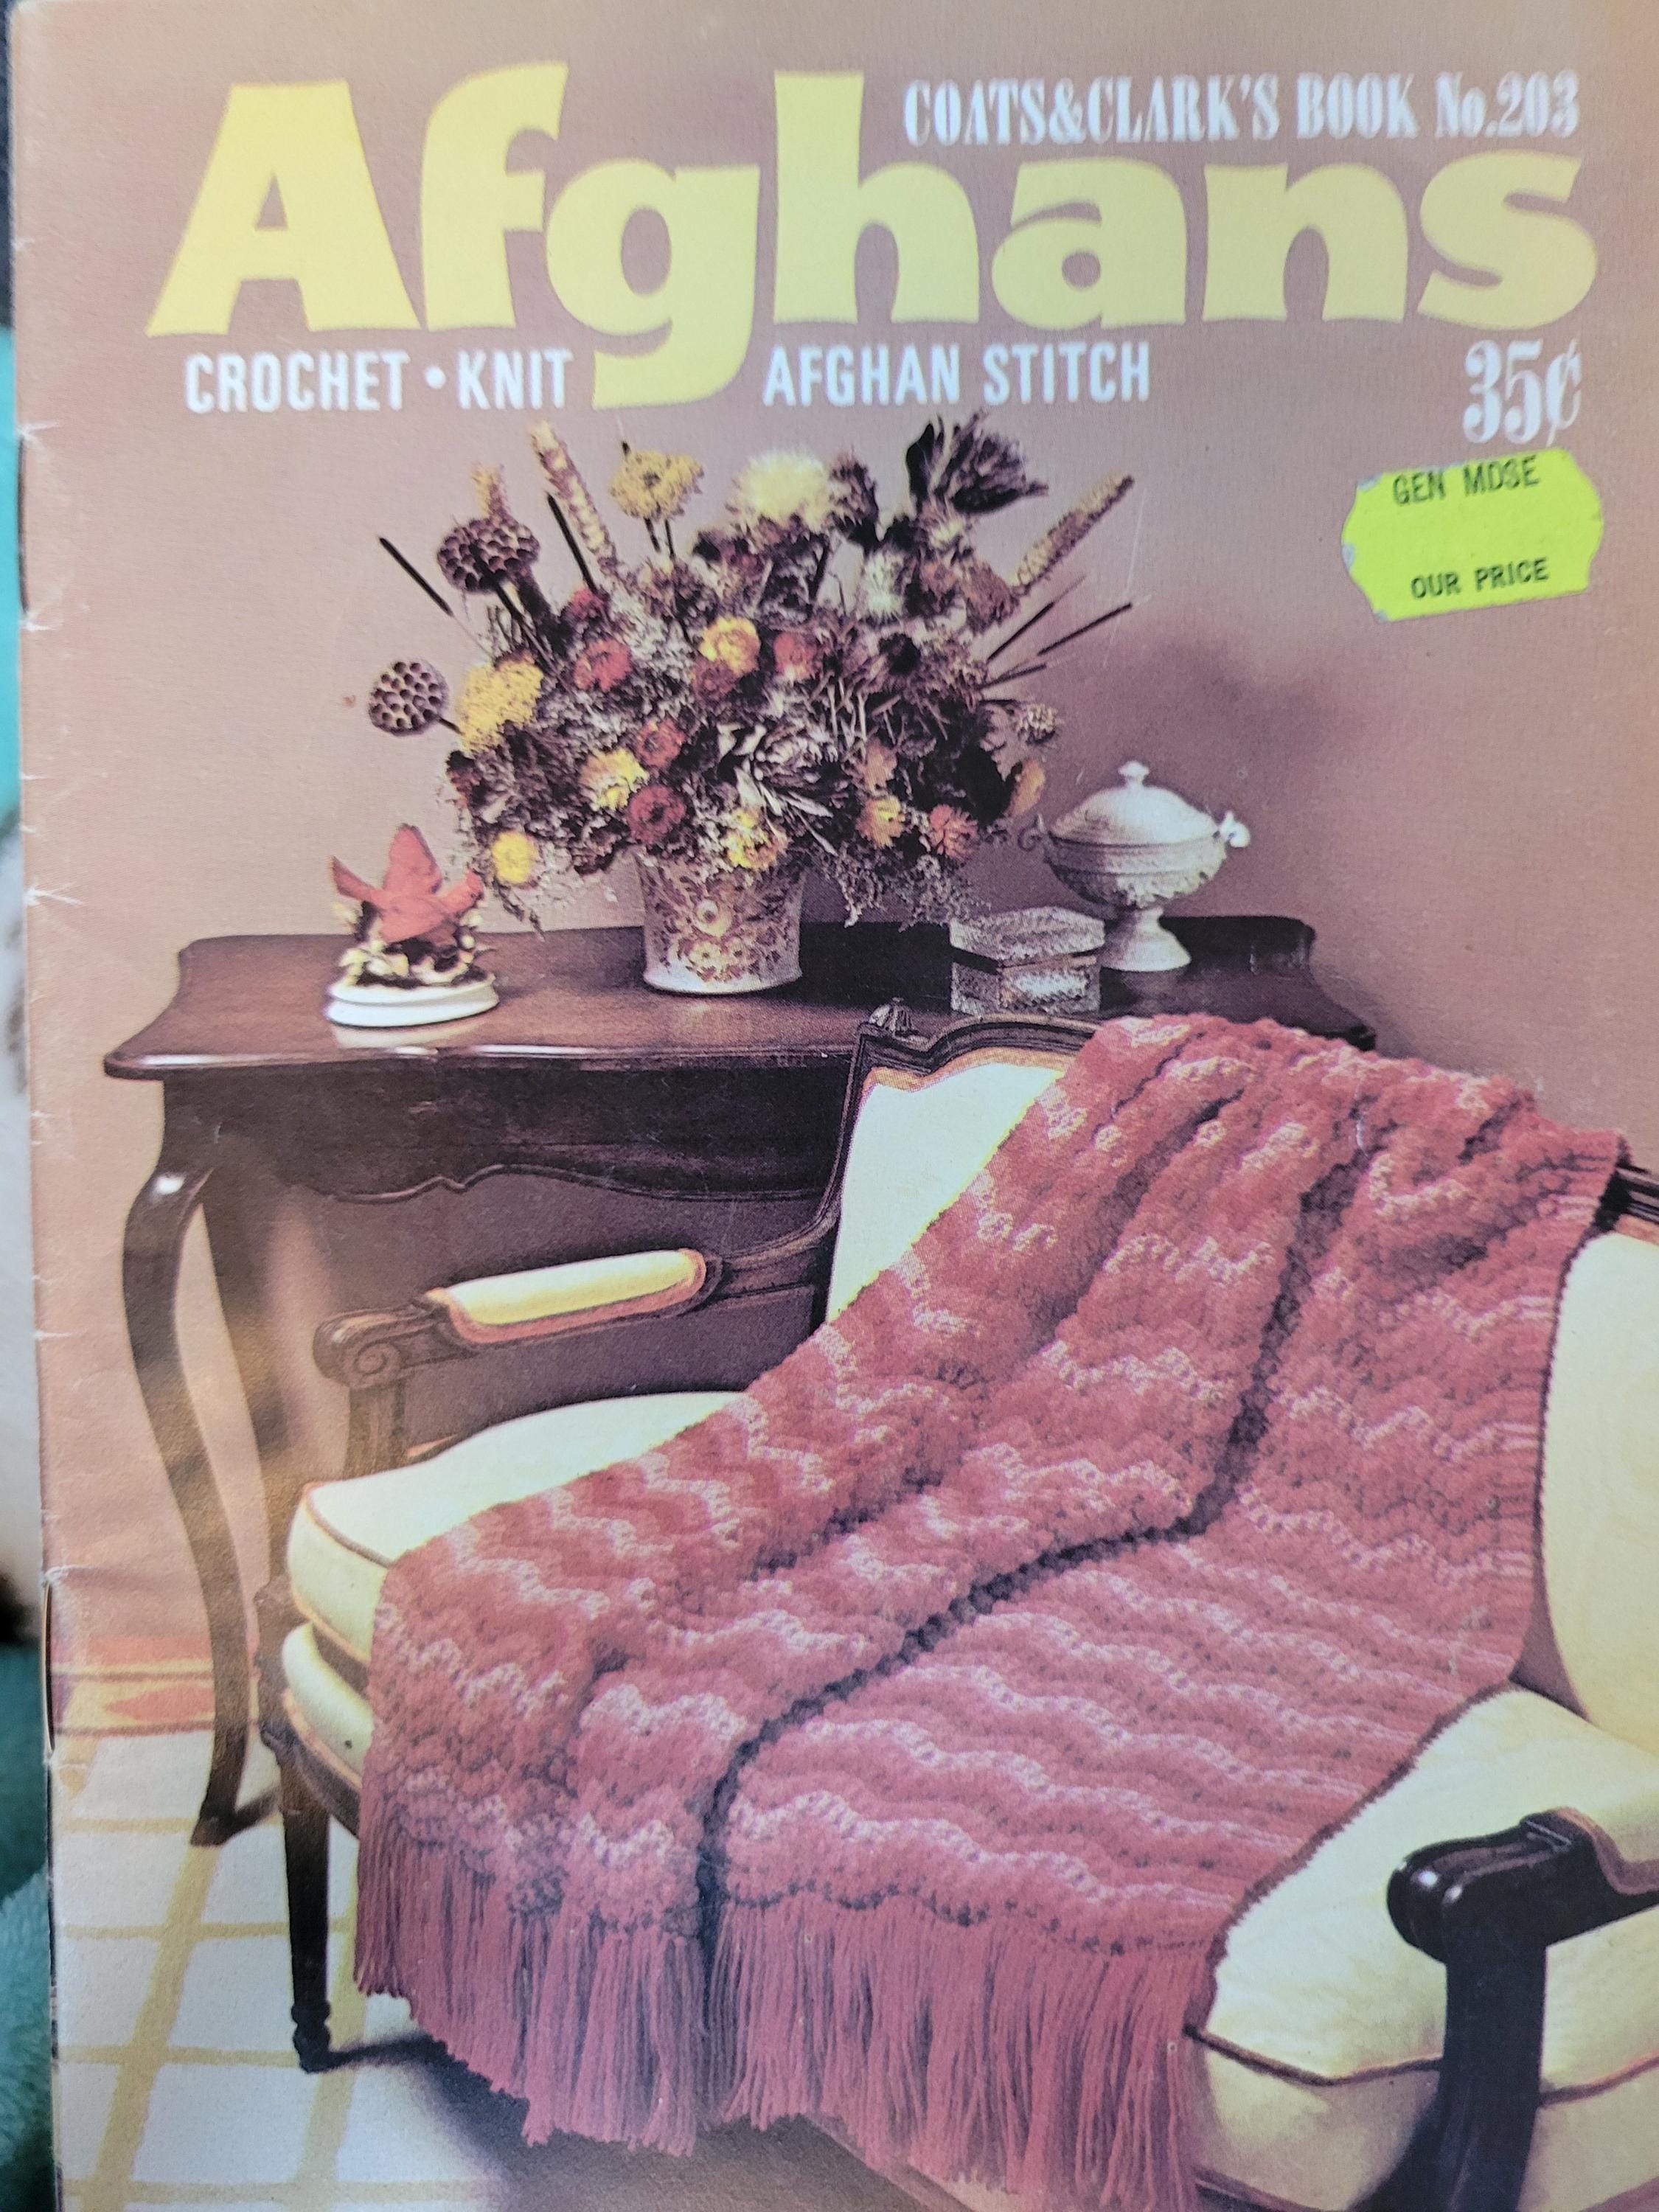 COATS&CLARK'S BOOK No.203
Afghans
CROCHET • KNIT AFGHAN STITCH
35¢
GEN MDSE
OUR PRICE